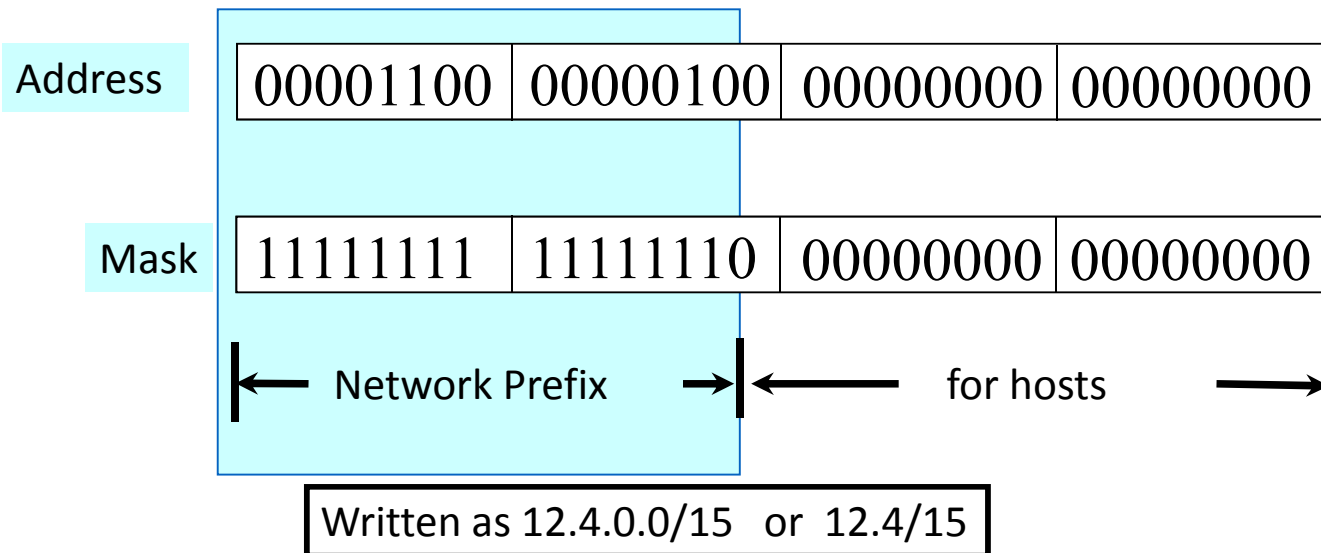 Address 00001100 00000100 00000000 00000000
Mask 11111111 11111110 00000000 00000000
Network Prefix for hosts
Written as 12.4.0.0/15 or 12.4/15